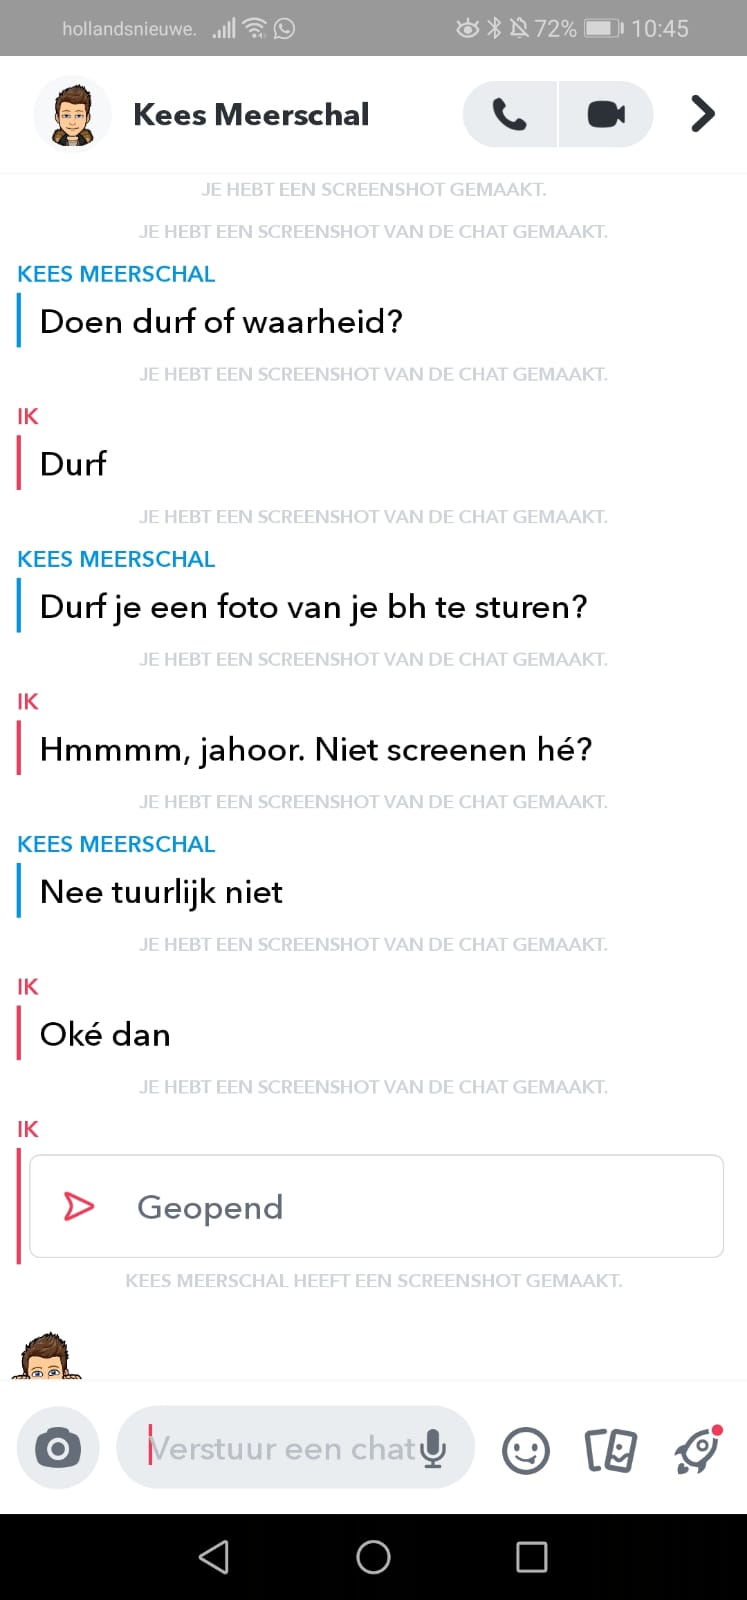 hollandsnieuwe. 72% 10:45
Kees Meerschal
JE HEBT EEN SCREENSHOT GEMAAKT.
JE HEBT EEN SCREENSHOT VAN DE CHAT GEMAAKT.
KEES MEERSCHAL
Doen durf of waarheid?
JE HEBT EEN SCREENSHOT VAN DE CHAT GEMAAKT.
IK
Durf
JE HEBT EEN SCREENSHOT VAN DE CHAT GEMAAKT.
KEES MEERSCHAL
Durf je een foto van je bh te sturen?
JE HEBT EEN SCREENSHOT VAN DE CHAT GEMAAKT.
IK
Hmmmm, jahoor. Niet screenen hé?
JE HEBT EEN SCREENSHOT VAN DE CHAT GEMAAKT.
KEES MEERSCHAL
Nee tuurlijk niet
JE HEBT EEN SCREENSHOT VAN DE CHAT GEMAAKT.
IK
Oké dan
JE HEBT EEN SCREENSHOT VAN DE CHAT GEMAAKT.
IK
Geopend
KEES MEERSCHAL HEEFT EEN SCREENSHOT GEMAAKT.
Verstuur een chat